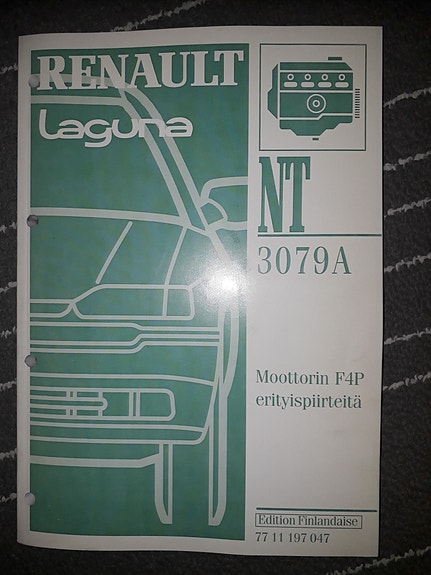 RENAULT
Laguna
NT
3079A
Moottorin F4P
erityispiirteitä
Edition Finlandaise
77 11 197 047